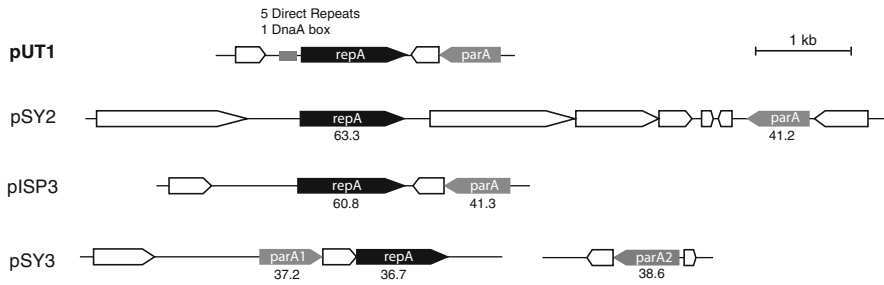 5 Direct Repeats
1 DnaA box
pUT1 repA parA 1 kb
pSY2 repA parA
63.3 41.2
pISP3 repA parA
60.8 41.3
pSY3 parA1 repA parA2
37.2 36.7 38.6